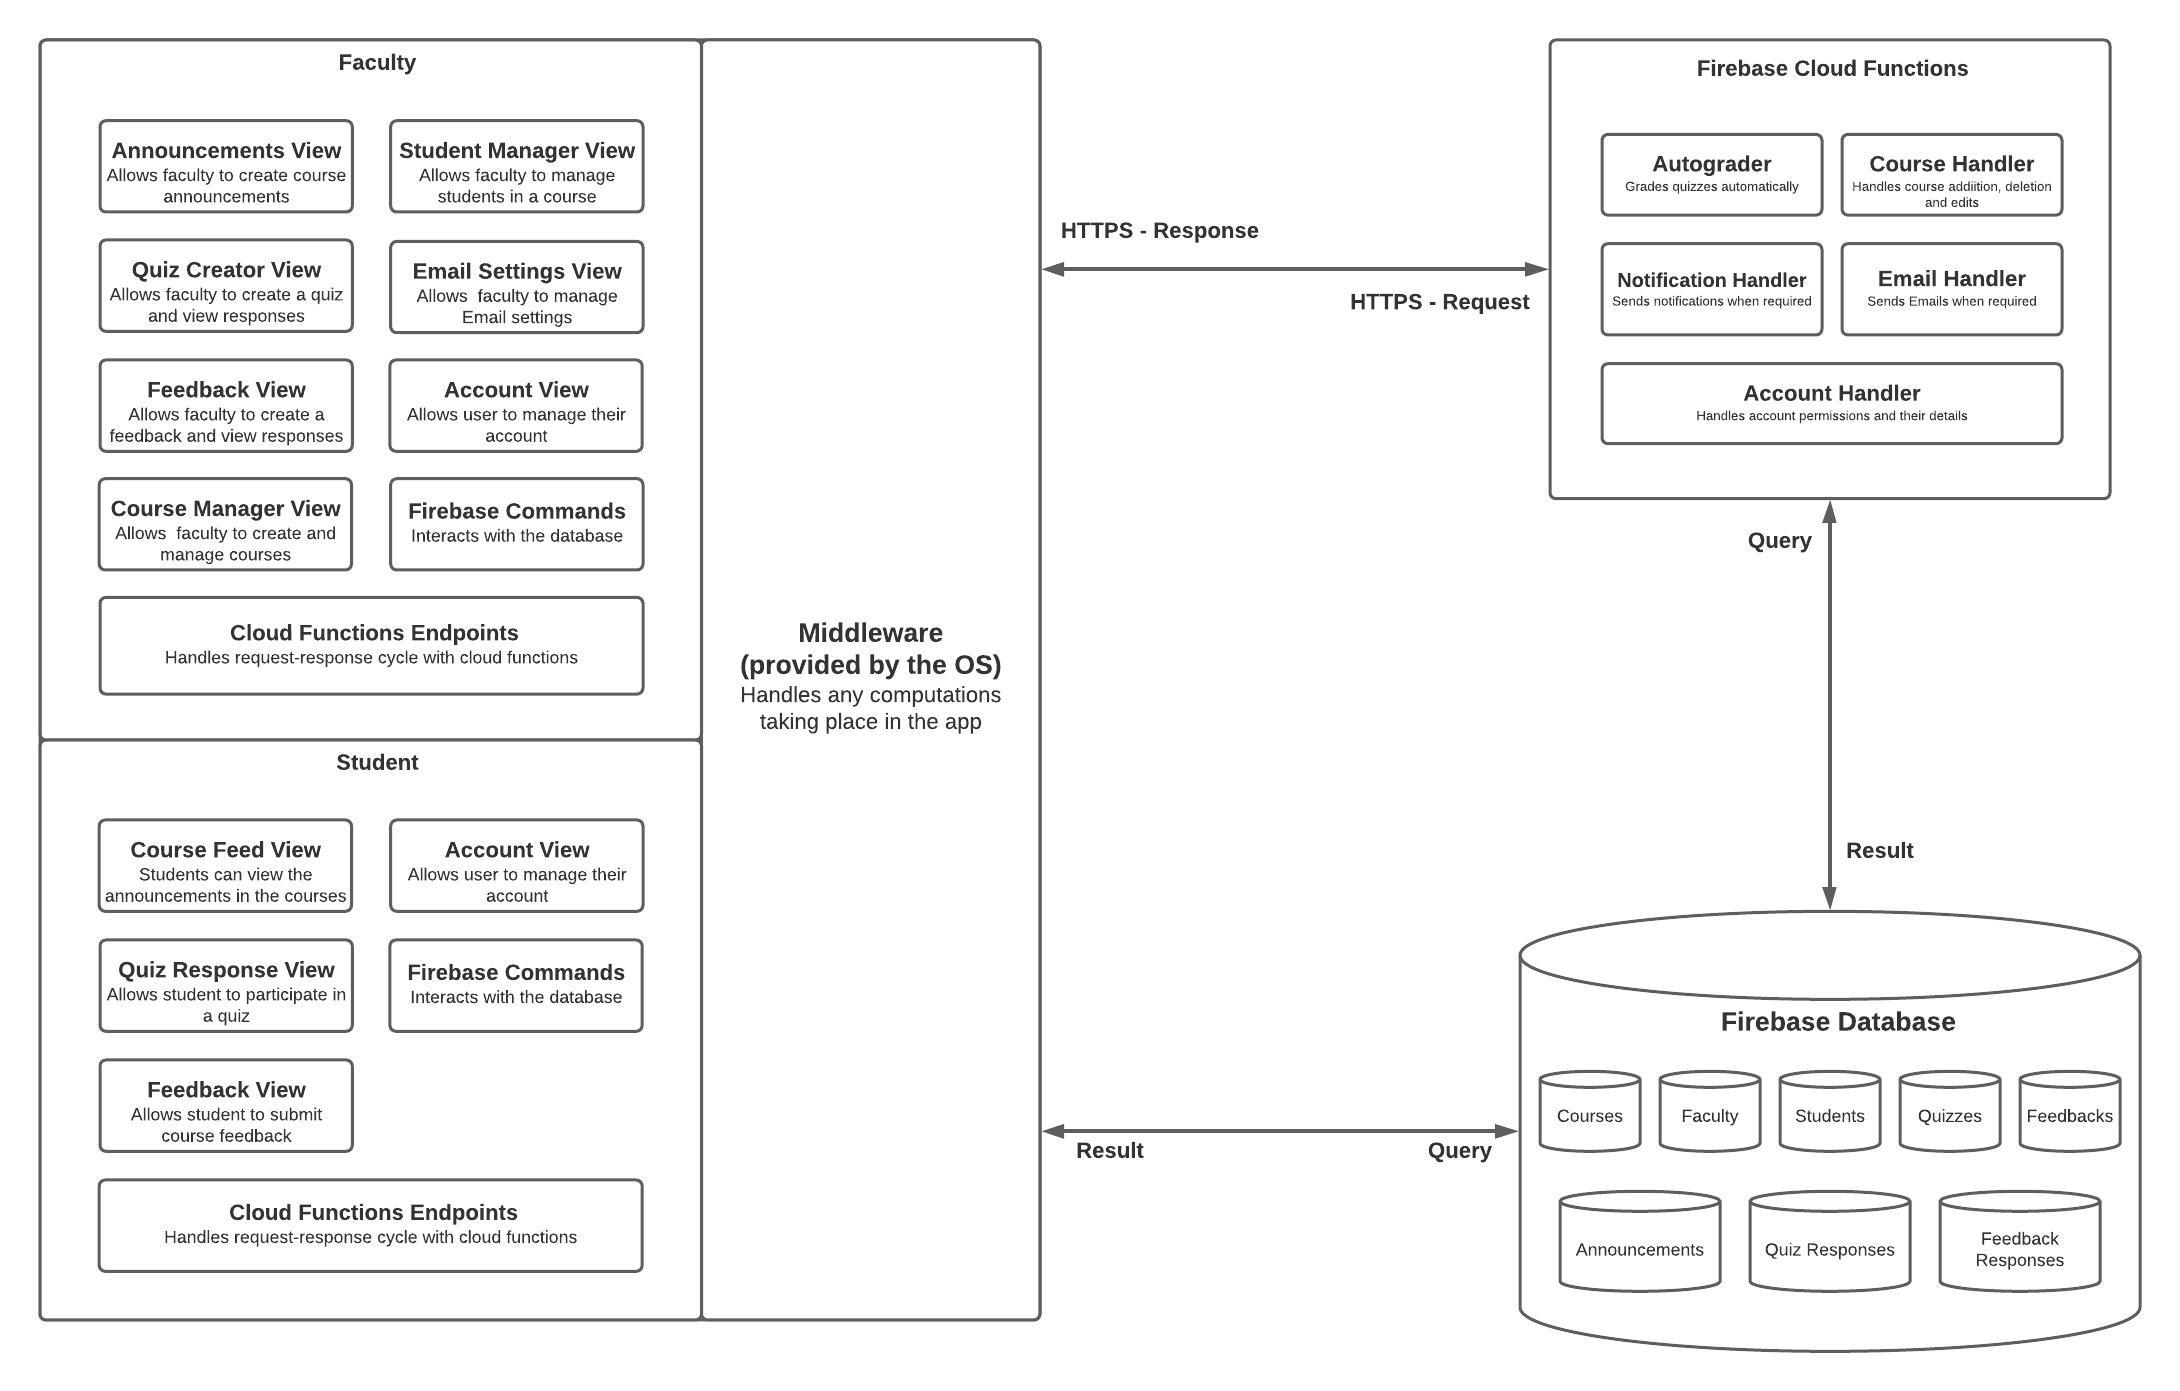 Faculty
Announcements View
Allows faculty to create course
announcements
Student Manager View
Allows faculty to manage
students in a course
Quiz Creator View
Allows faculty to create a quiz
and view responses
Email Settings View
Allows  faculty to manage
Email settings
Feedback View
Allows faculty to create a
feedback and view responses
Account View
Allows user to manage their
account
Course Manager View
Allows  faculty to create and
manage courses
Firebase Commands
Interacts with the database
Cloud Functions Endpoints
Handles request-response cycle with cloud functions
Student
Course Feed View
Students can view the
announcements in the courses
Account View
Allows user to manage their
account
Quiz Response View
Allows student to participate in
a quiz
Firebase Commands
Interacts with the database
Feedback View
Allows student to submit
course feedback
Cloud Functions Endpoints
Handles request-response cycle with cloud functions
Middleware
(provided by the OS)
Handles any computations
taking place in the app
HTTPS - Response
HTTPS - Request
Firebase Cloud Functions
Autograder
Grades quizzes automatically
Course Handler
Handles course addiition, deletion
and edits
Notification Handler
Sends notifications when required
Email Handler
Sends Emails when required
Account Handler
Handles account permissions and their details
Query
Result
Result
Query
Firebase Database
Courses
Faculty
Students
Quizzes
Feedbacks
Announcements
Quiz Responses
Feedback
Responses